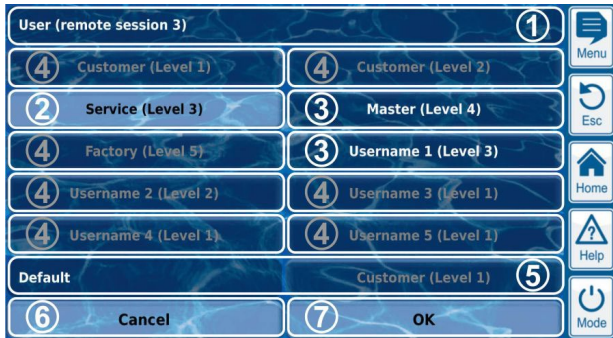 User (remote session 3) 1
4 Customer (Level 1) 4 Customer (Level 2)
2 Service (Level 3) 3 Master (Level 4)
4 Factory (Level 5) 3 Username 1 (Level 3)
4 Username 2 (Level 2) 4 Username 3 (Level 1)
4 Username 4 (Level 1) 4 Username 5 (Level 1)
Default Customer (Level 1) 5
6 Cancel 7 OK
Menu
Esc
Home
? Help
Mode